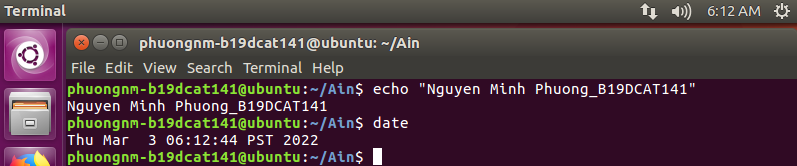 Terminal
6:12 AM
phuongnm-b19dcat141@ubuntu: ~/Ain
File Edit View Search Terminal Help
phuongnm-b19dcat141@ubuntu:~/Ain$ echo "Nguyen Minh Phuong_B19DCAT141"
Nguyen Minh Phuong_B19DCAT141
phuongnm-b19dcat141@ubuntu:~/Ain$ date
Thu Mar  3 06:12:44 PST 2022
phuongnm-b19dcat141@ubuntu:~/Ain$